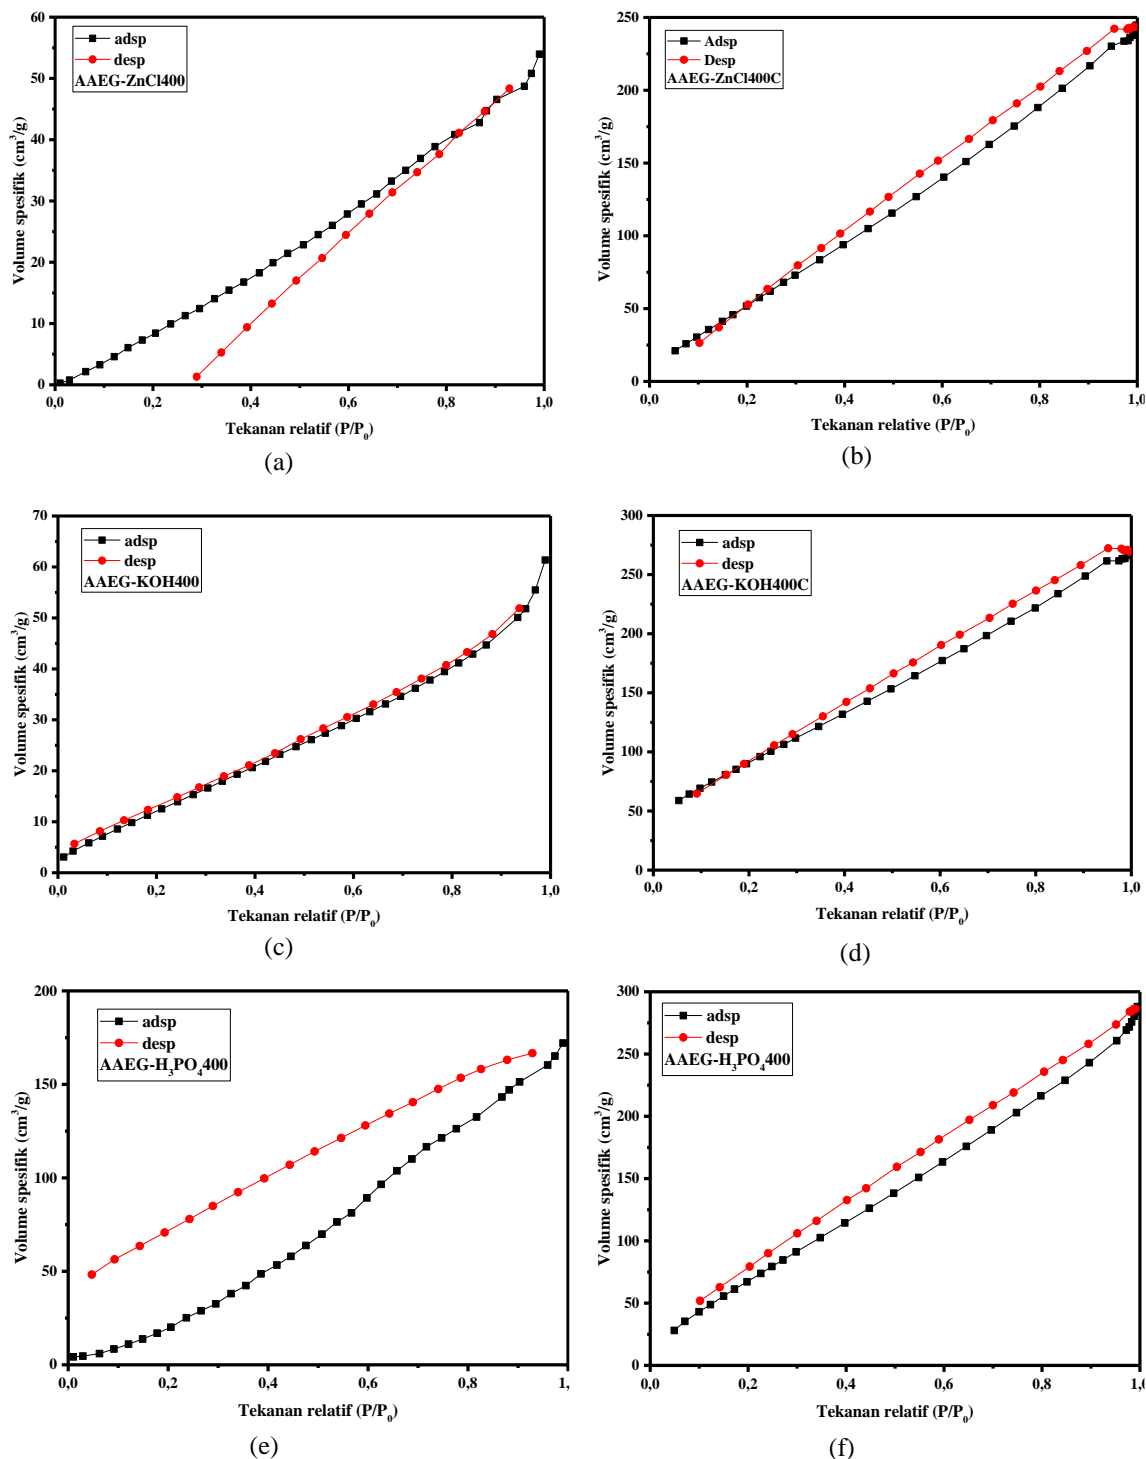 60
50
40
30
20
10
0
0,0 0,2 0,4 0,6 0,8 1,0
Volume spesifik (cm³/g)
Tekanan relatif (P/P₀)
adsp
desp
AAEG-ZnCl400
(a)
250
200
150
100
50
0
0,0 0,2 0,4 0,6 0,8 1,0
Volume spesifik (cm³/g)
Tekanan relative (P/P₀)
Adsp
Desp
AAEG-ZnCl400C
(b)
70
60
50
40
30
20
10
0
0,0 0,2 0,4 0,6 0,8 1,0
Volume spesifik (cm³/g)
Tekanan relatif (P/P₀)
adsp
desp
AAEG-KOH400
(c)
300
250
200
150
100
50
0
0,0 0,2 0,4 0,6 0,8 1,0
Volume spesifik (cm³/g)
Tekanan relatif (P/P₀)
adsp
desp
AAEG-KOH400C
(d)
200
150
100
50
0
0,0 0,2 0,4 0,6 0,8 1,
Volume spesifik (cm³/g)
Tekanan relatif (P/P₀)
adsp
desp
AAEG-H₃PO₄400
(e)
300
250
200
150
100
50
0
0,0 0,2 0,4 0,6 0,8 1,0
Volume spesifik (cm³/g)
Tekanan relatif (P/P₀)
adsp
desp
AAEG-H₃PO₄400
(f)